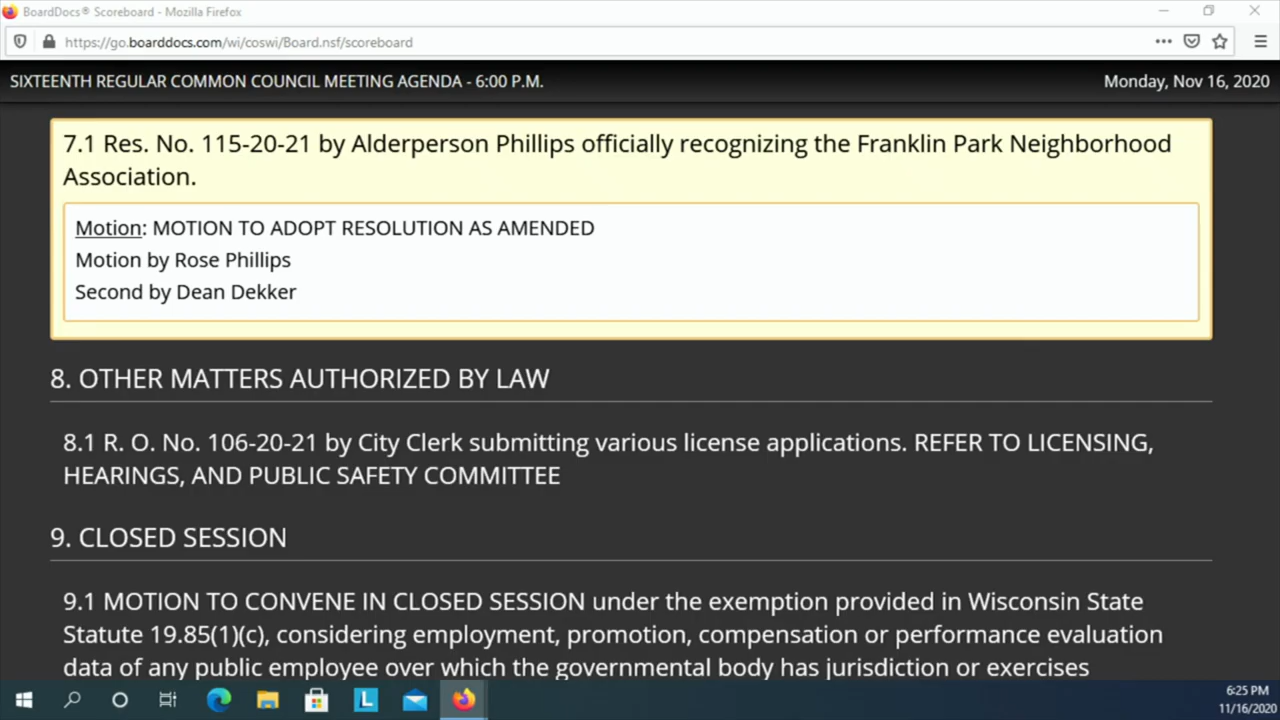 BoardDocs® Scoreboard - Mozilla Firefox
https://go.boarddocs.com/wi/coswi/Board.nsf/scoreboard
SIXTEENTH REGULAR COMMON COUNCIL MEETING AGENDA - 6:00 P.M. Monday, Nov 16, 2020
7.1 Res. No. 115-20-21 by Alderperson Phillips officially recognizing the Franklin Park Neighborhood
Association.
Motion: MOTION TO ADOPT RESOLUTION AS AMENDED
Motion by Rose Phillips
Second by Dean Dekker
8. OTHER MATTERS AUTHORIZED BY LAW
8.1 R. O. No. 106-20-21 by City Clerk submitting various license applications. REFER TO LICENSING,
HEARINGS, AND PUBLIC SAFETY COMMITTEE
9. CLOSED SESSION
9.1 MOTION TO CONVENE IN CLOSED SESSION under the exemption provided in Wisconsin State
Statute 19.85(1)(c), considering employment, promotion, compensation or performance evaluation
data of any public employee over which the governmental body has jurisdiction or exercises
L
6:25 PM
11/16/2020